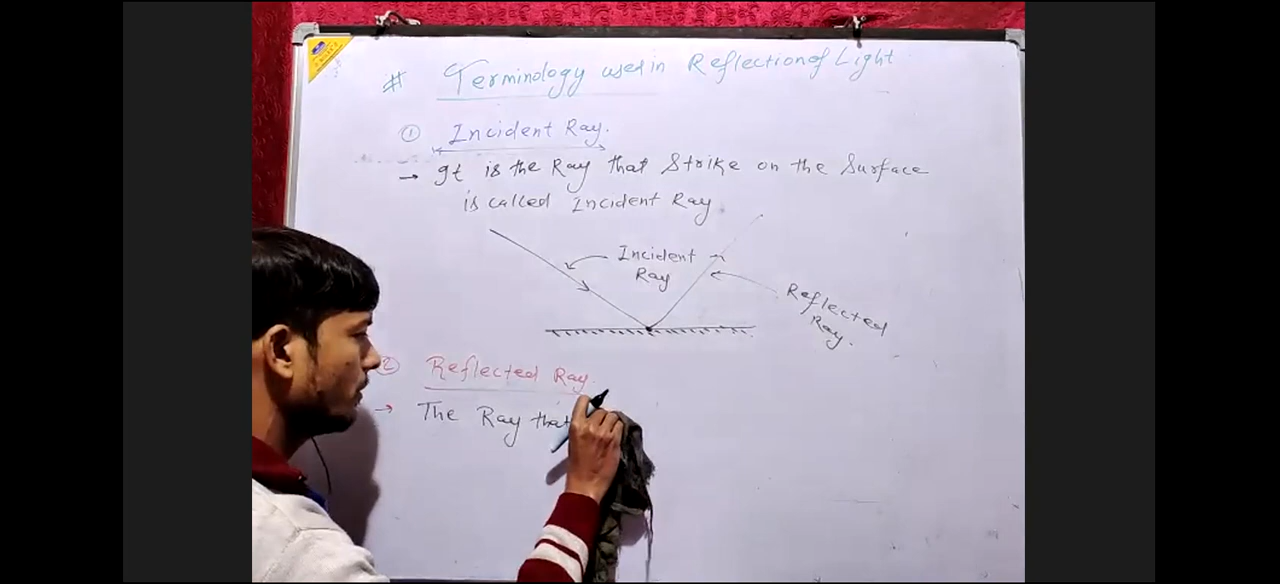 # Terminology used in Reflection of Light
① Incident Ray.
→ It is the Ray that Strike on the Surface
is called Incident Ray
Incident
Ray
Reflected
Ray.
② Reflected Ray.
→ The Ray that